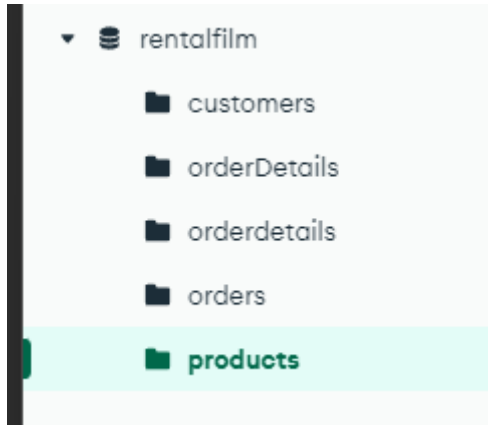 rentalfilm
customers
orderDetails
orderdetails
orders
products